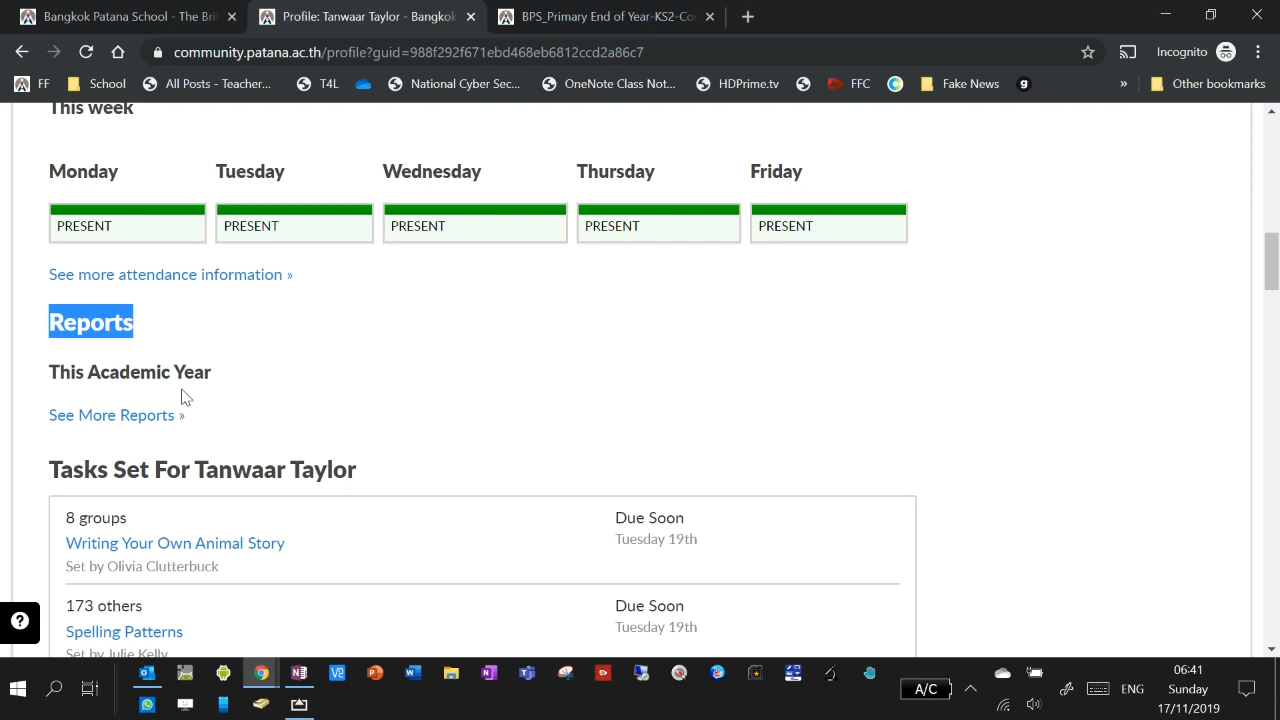 Bangkok Patana School - The Bri
Profile: Tanwaar Taylor - Bangkok
BPS_Primary End of Year-KS2-Co
community.patana.ac.th/profile?guid=988f292f671ebd468eb6812ccd2a86c7
Incognito
FF
School
All Posts - Teacher...
T4L
National Cyber Sec...
OneNote Class Not...
HDPrime.tv
FFC
Fake News
g
»
Other bookmarks
This week
Monday Tuesday Wednesday Thursday Friday
PRESENT PRESENT PRESENT PRESENT PRESENT
See more attendance information »
Reports
This Academic Year
See More Reports »
Tasks Set For Tanwaar Taylor
8 groups
Due Soon
Writing Your Own Animal Story
Tuesday 19th
Set by Olivia Clutterbuck
173 others
Due Soon
Spelling Patterns
Tuesday 19th
Set by Julie Kelly
?
A/C
ENG
06:41
Sunday
17/11/2019